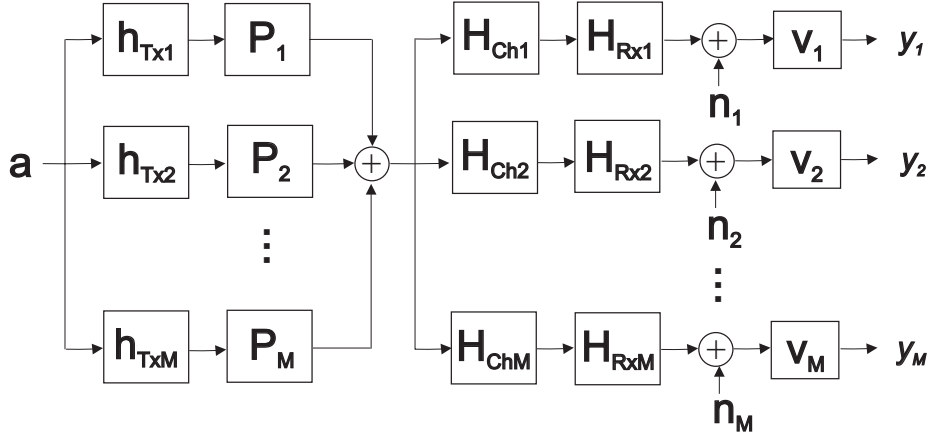 h_Tx1 P_1 H_Ch1 H_Rx1 + v_1 y_1
n_1
a h_Tx2 P_2 + H_Ch2 H_Rx2 + v_2 y_2
n_2
h_TxM P_M H_ChM H_RxM + v_M y_M
n_M